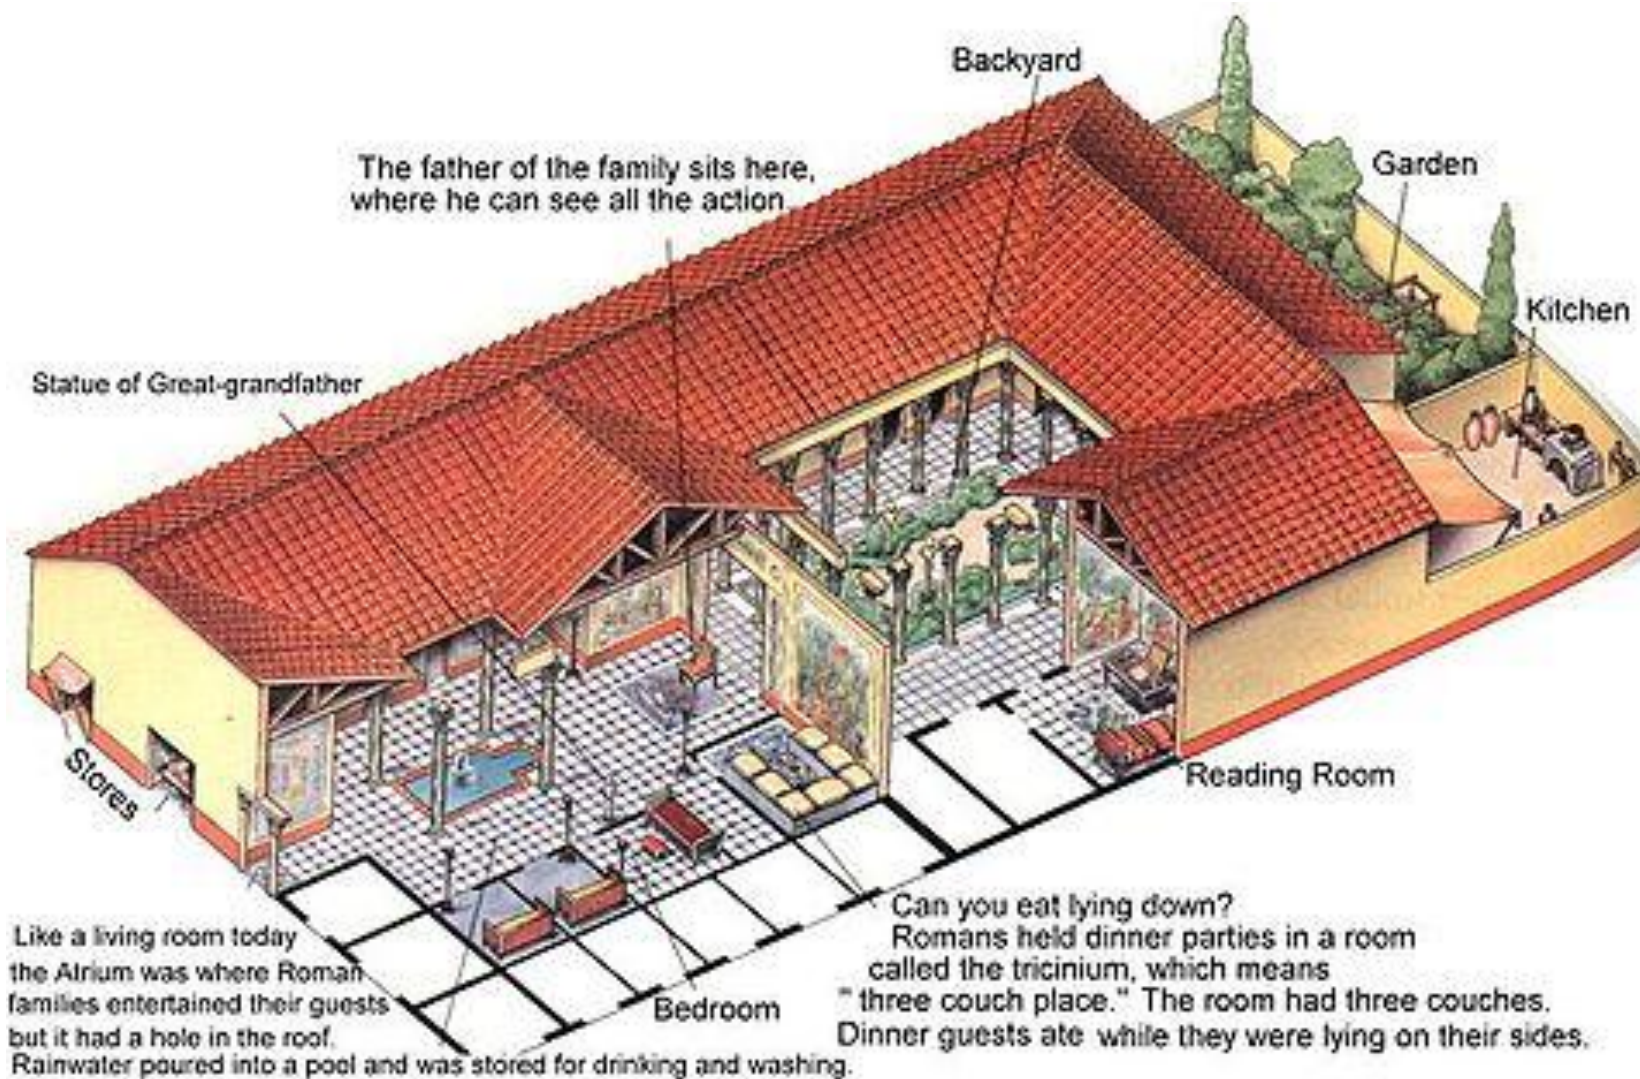 Backyard
The father of the family sits here,
where he can see all the action.
Garden
Kitchen
Statue of Great-grandfather
Stores
Reading Room
Like a living room today
the Atrium was where Roman
families entertained their guests
but it had a hole in the roof.
Rainwater poured into a pool and was stored for drinking and washing.
Bedroom
Can you eat lying down?
Romans held dinner parties in a room
called the tricinium, which means
" three couch place." The room had three couches.
Dinner guests ate while they were lying on their sides.